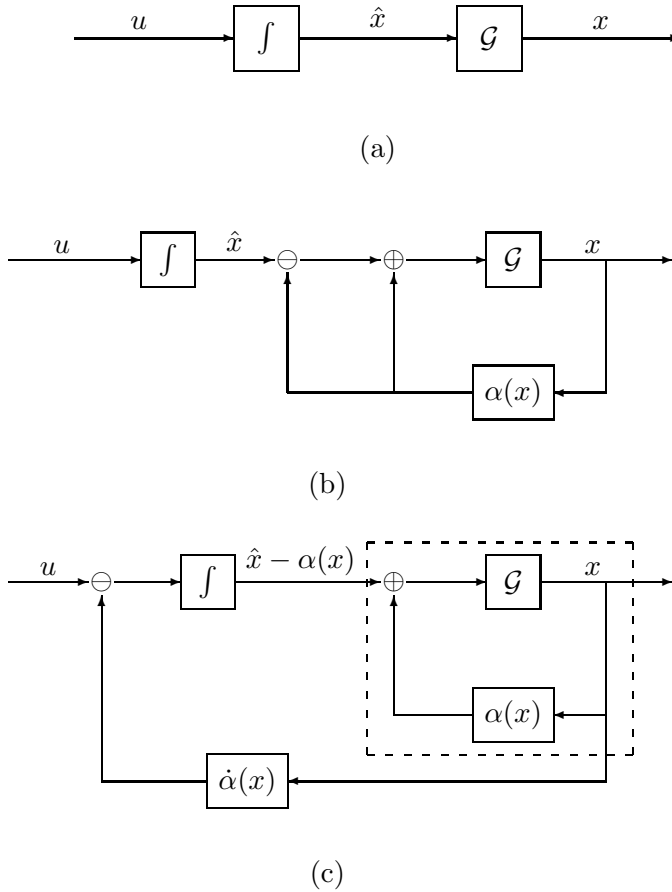 u ∫ x̂ 𝒢 x
(a)
u ∫ x̂ ⊖ ⊕ 𝒢 x
α(x)
(b)
u ⊖ ∫ x̂ − α(x) ⊕ 𝒢 x
α(x)
α̇(x)
(c)